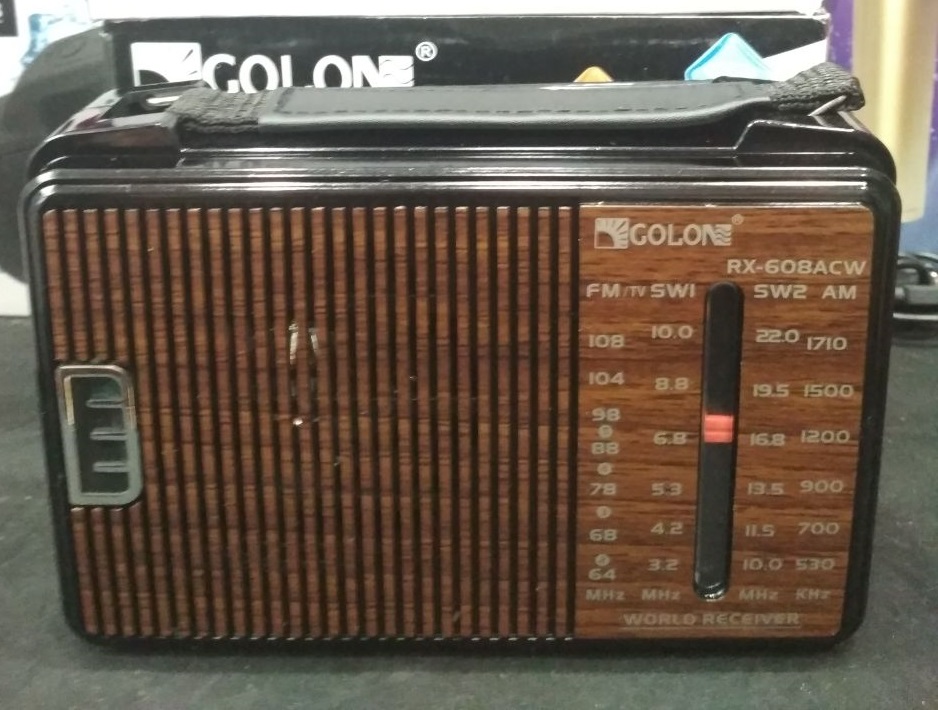 GOLON®
GOLON®
RX-608ACW
FM/TV SW1 SW2 AM
108 10.0 22.0 1710
104 8.8 19.5 1500
98
88 6.8 16.8 1200
78 5.3 13.5 900
68 4.2 11.5 700
64 3.2 10.0 530
MHz MHz MHz KHz
WORLD RECEIVER